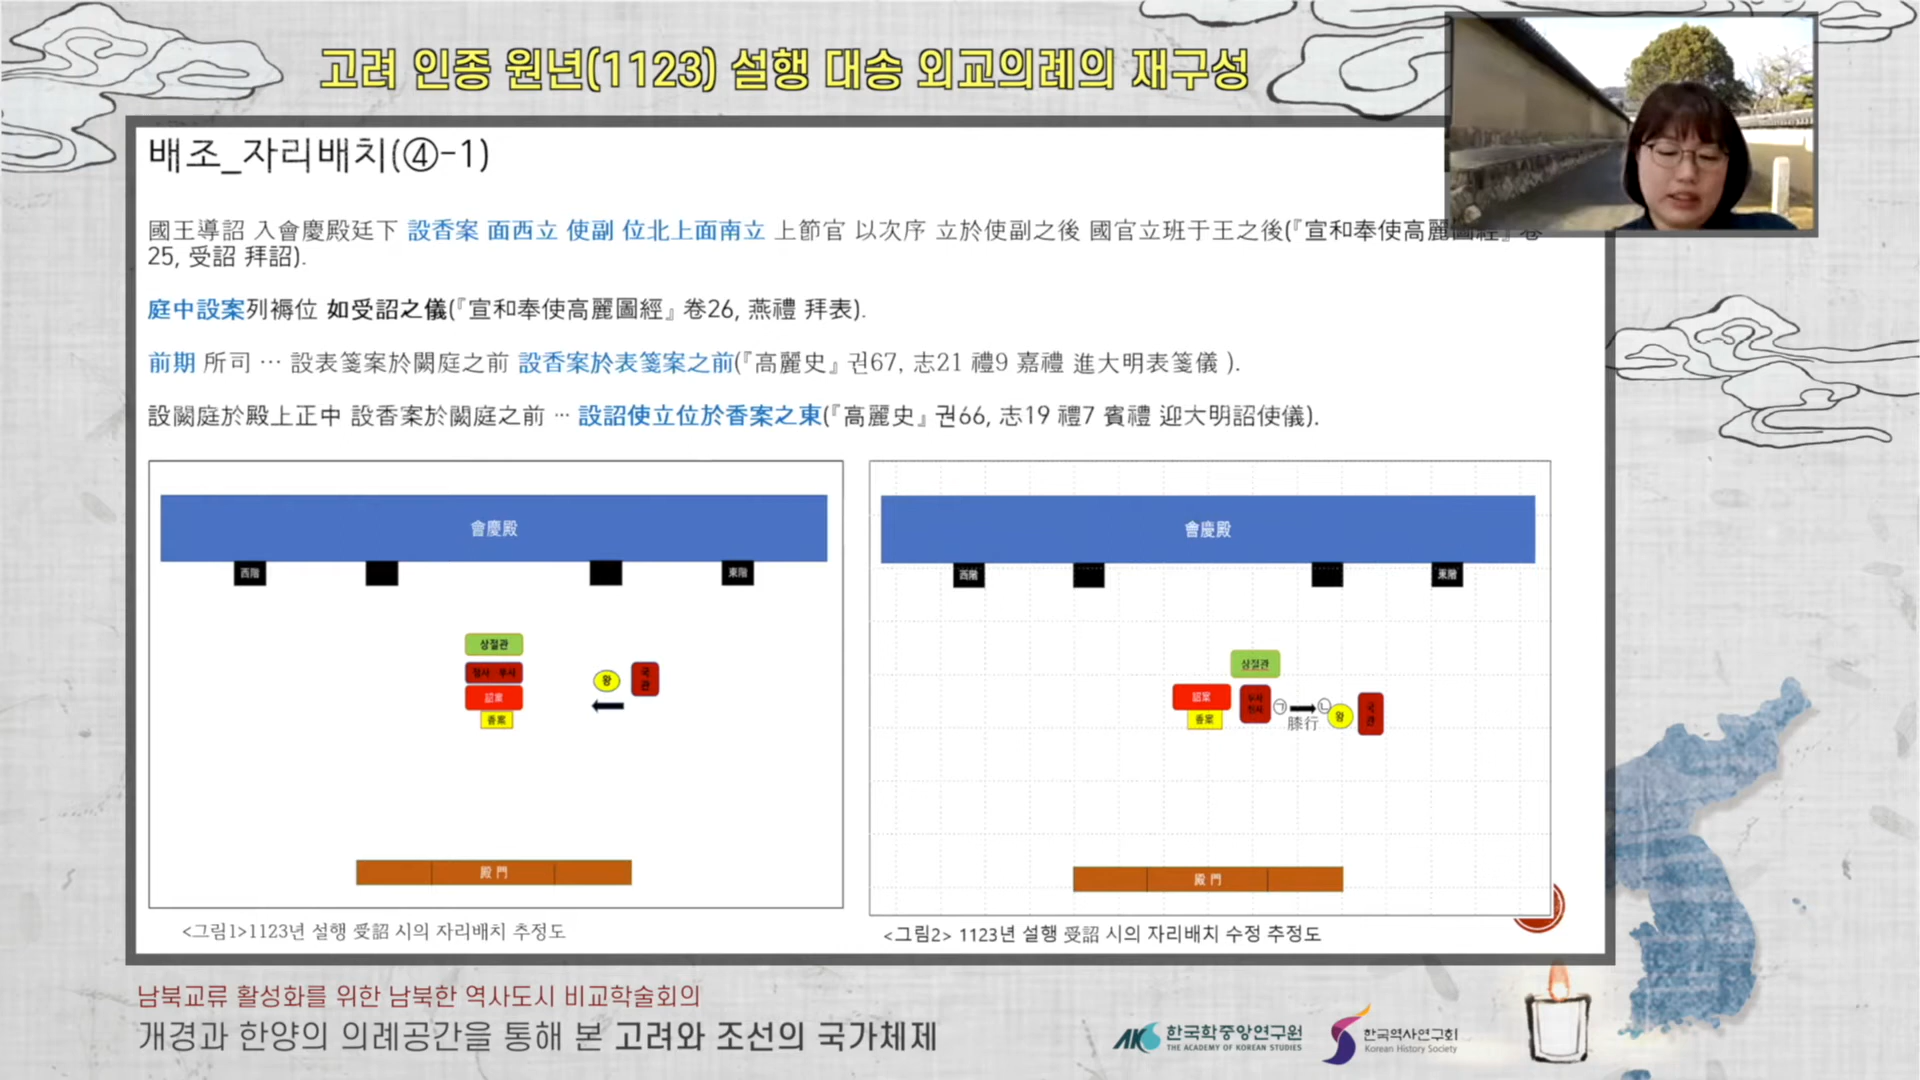 고려 인종 원년(1123) 설행 대송 외교의례의 재구성
배조_자리배치(④-1)
國王導詔 入會慶殿廷下 設香案 面西立 使副 位北上面南立 上節官 以次序 立於使副之後 國官立班于王之後(『宣和奉使高麗圖經』 卷
25, 受詔 拜詔).
庭中設案列褥位 如受詔之儀(『宣和奉使高麗圖經』 卷26, 燕禮 拜表).
前期 所司 … 設表箋案於闕庭之前 設香案於表箋案之前(『高麗史』 권67, 志21 禮9 嘉禮 進大明表箋儀 ).
設闕庭於殿上正中 設香案於闕庭之前 … 設詔使立位於香案之東(『高麗史』 권66, 志19 禮7 賓禮 迎大明詔使儀).
會慶殿
西階
東階
상절관
정사 부사
詔案
香案
왕
국관
殿門
<그림1>1123년 설행 受詔 시의 자리배치 추정도
會慶殿
西階
東階
상절관
詔案
香案
부사
정사
㉠
㉡
膝行
왕
국관
殿門
<그림2> 1123년 설행 受詔 시의 자리배치 수정 추정도
남북교류 활성화를 위한 남북한 역사도시 비교학술회의
개경과 한양의 의례공간을 통해 본 고려와 조선의 국가체제
AKS 한국학중앙연구원
THE ACADEMY OF KOREAN STUDIES
한국역사연구회
Korean History Society